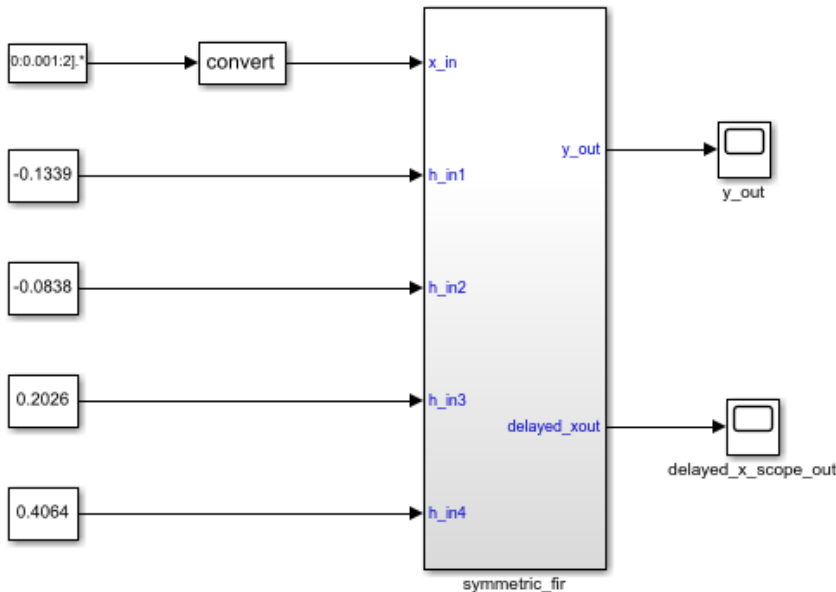 0:0.001:2].*
convert
x_in
-0.1339
h_in1
y_out
y_out
-0.0838
h_in2
0.2026
h_in3
delayed_xout
delayed_x_scope_out
0.4064
h_in4
symmetric_fir